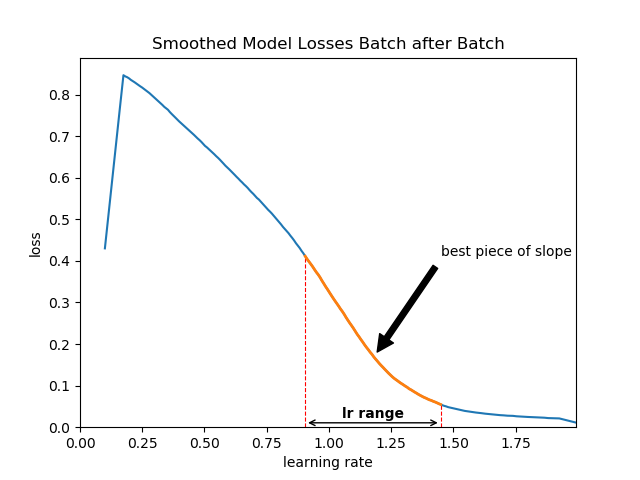 Smoothed Model Losses Batch after Batch
0.8
0.7
0.6
0.5
0.4
0.3
0.2
0.1
0.0
loss
best piece of slope
lr range
0.00 0.25 0.50 0.75 1.00 1.25 1.50 1.75
learning rate